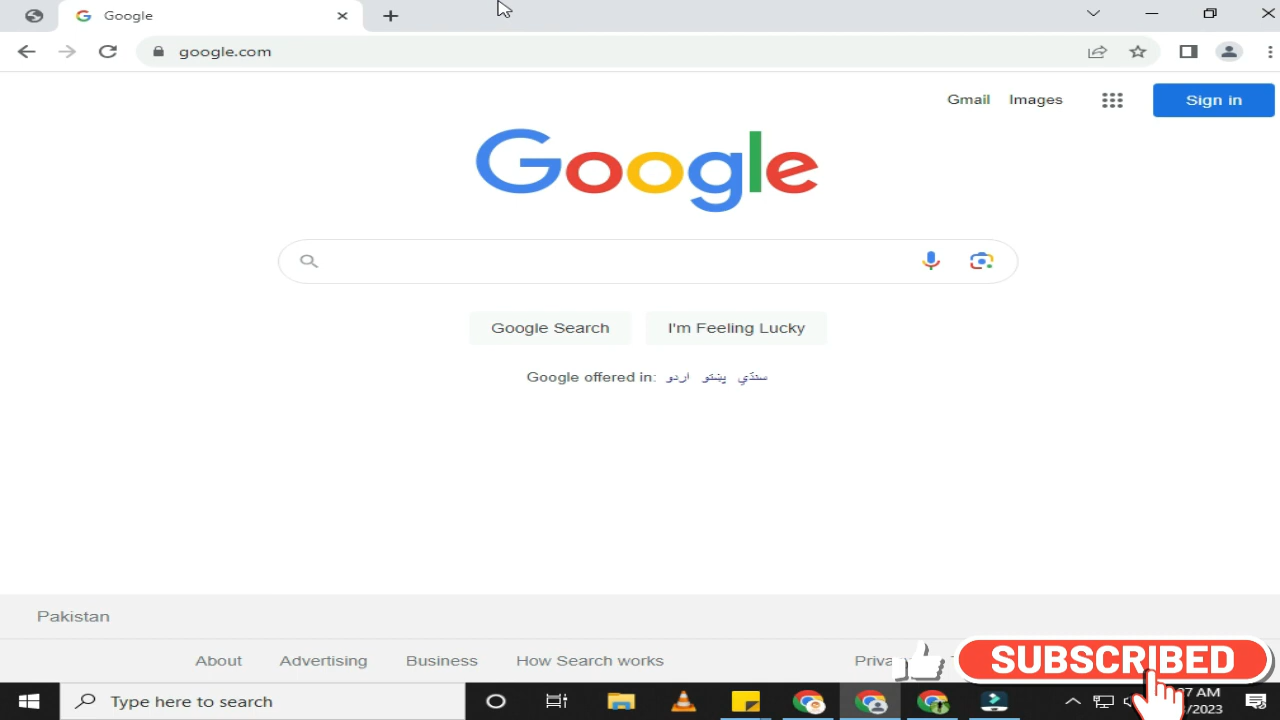 Google
google.com
Gmail Images Sign in
Google
Google Search I'm Feeling Lucky
Google offered in: اردو پښتو سنڌي
Pakistan
About Advertising Business How Search works
SUBSCRIBED
Type here to search